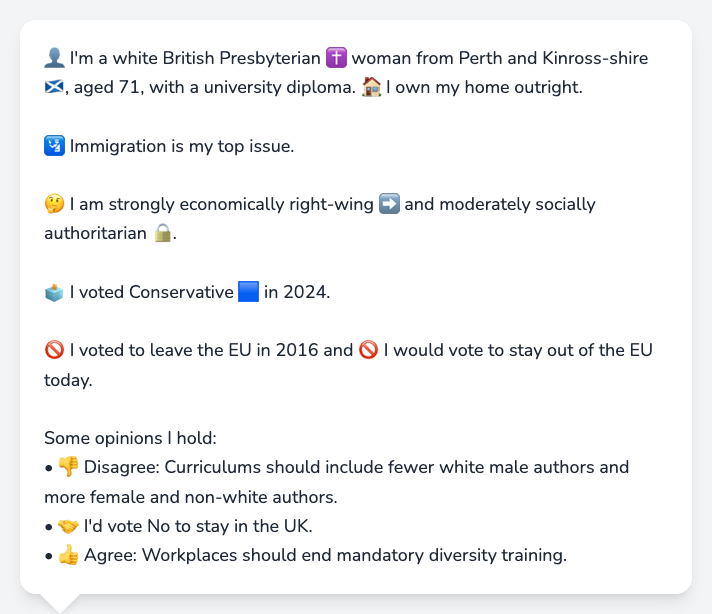 👤 I'm a white British Presbyterian ✝️ woman from Perth and Kinross-shire
🏴󠁧󠁢󠁳󠁣󠁴󠁿, aged 71, with a university diploma. 🏠 I own my home outright.
🛂 Immigration is my top issue.
🤔 I am strongly economically right-wing ➡️ and moderately socially
authoritarian 🔒.
🗳️ I voted Conservative 🟦 in 2024.
🚫 I voted to leave the EU in 2016 and 🚫 I would vote to stay out of the EU
today.
Some opinions I hold:
• 👎 Disagree: Curriculums should include fewer white male authors and
more female and non-white authors.
• 🤝 I'd vote No to stay in the UK.
• 👍 Agree: Workplaces should end mandatory diversity training.